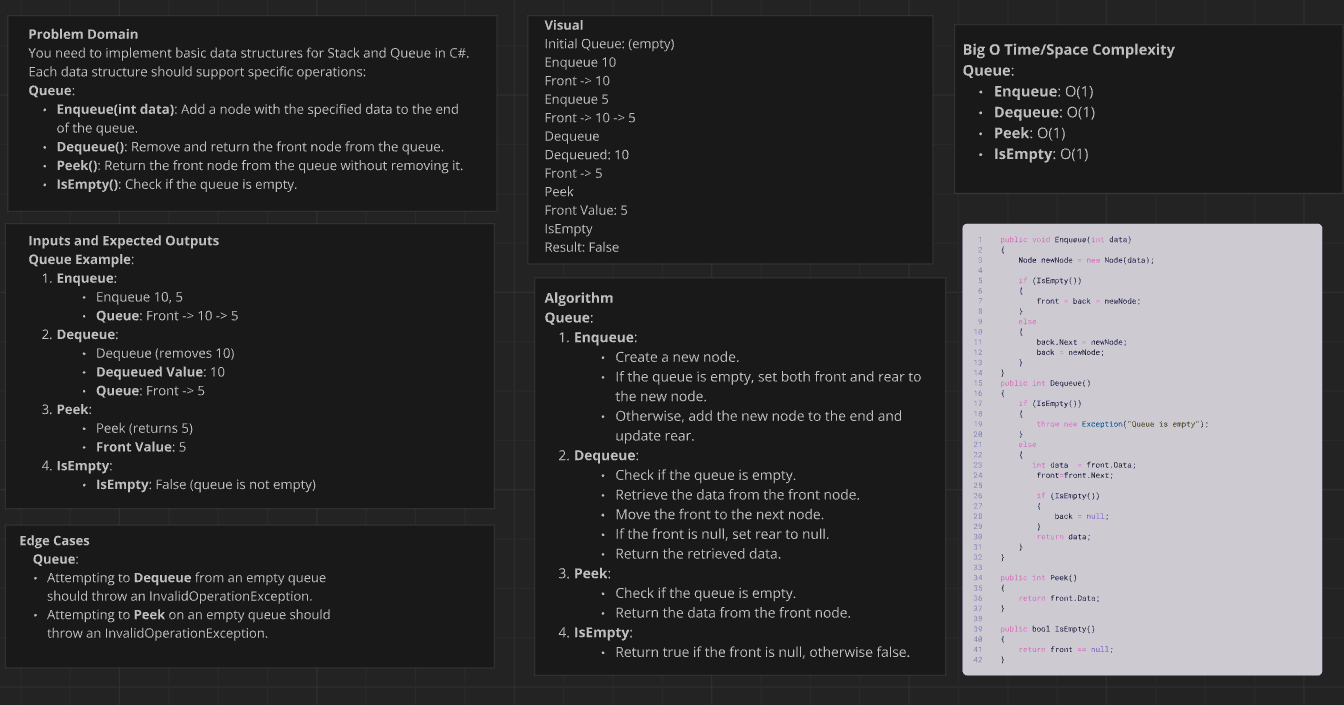 Problem Domain
You need to implement basic data structures for Stack and Queue in C#.
Each data structure should support specific operations:
Queue:
• Enqueue(int data): Add a node with the specified data to the end
of the queue.
• Dequeue(): Remove and return the front node from the queue.
• Peek(): Return the front node from the queue without removing it.
• IsEmpty(): Check if the queue is empty.
Inputs and Expected Outputs
Queue Example:
1. Enqueue:
• Enqueue 10, 5
• Queue: Front -> 10 -> 5
2. Dequeue:
• Dequeue (removes 10)
• Dequeued Value: 10
• Queue: Front -> 5
3. Peek:
• Peek (returns 5)
• Front Value: 5
4. IsEmpty:
• IsEmpty: False (queue is not empty)
Edge Cases
Queue:
• Attempting to Dequeue from an empty queue
should throw an InvalidOperationException.
• Attempting to Peek on an empty queue should
throw an InvalidOperationException.
Visual
Initial Queue: (empty)
Enqueue 10
Front -> 10
Enqueue 5
Front -> 10 -> 5
Dequeue
Dequeued: 10
Front -> 5
Peek
Front Value: 5
IsEmpty
Result: False
Algorithm
Queue:
1. Enqueue:
• Create a new node.
• If the queue is empty, set both front and rear to
the new node.
• Otherwise, add the new node to the end and
update rear.
2. Dequeue:
• Check if the queue is empty.
• Retrieve the data from the front node.
• Move the front to the next node.
• If the front is null, set rear to null.
• Return the retrieved data.
3. Peek:
• Check if the queue is empty.
• Return the data from the front node.
4. IsEmpty:
• Return true if the front is null, otherwise false.
Big O Time/Space Complexity
Queue:
• Enqueue: O(1)
• Dequeue: O(1)
• Peek: O(1)
• IsEmpty: O(1)
1 public void Enqueue(int data)
2 {
3 Node newNode = new Node(data);
4
5 if (IsEmpty())
6 {
7 front = back = newNode;
8 }
9 else
10 {
11 back.Next = newNode;
12 back = newNode;
13 }
14 }
15 public int Dequeue()
16 {
17 if (IsEmpty())
18 {
19 throw new Exception("Queue is empty");
20 }
21 else
22 {
23 int data = front.Data;
24 front=front.Next;
25
26 if (IsEmpty())
27 {
28 back = null;
29 }
30 return data;
31 }
32 }
33
34 public int Peek()
35 {
36 return front.Data;
37 }
38
39 public bool IsEmpty()
40 {
41 return front == null;
42 }